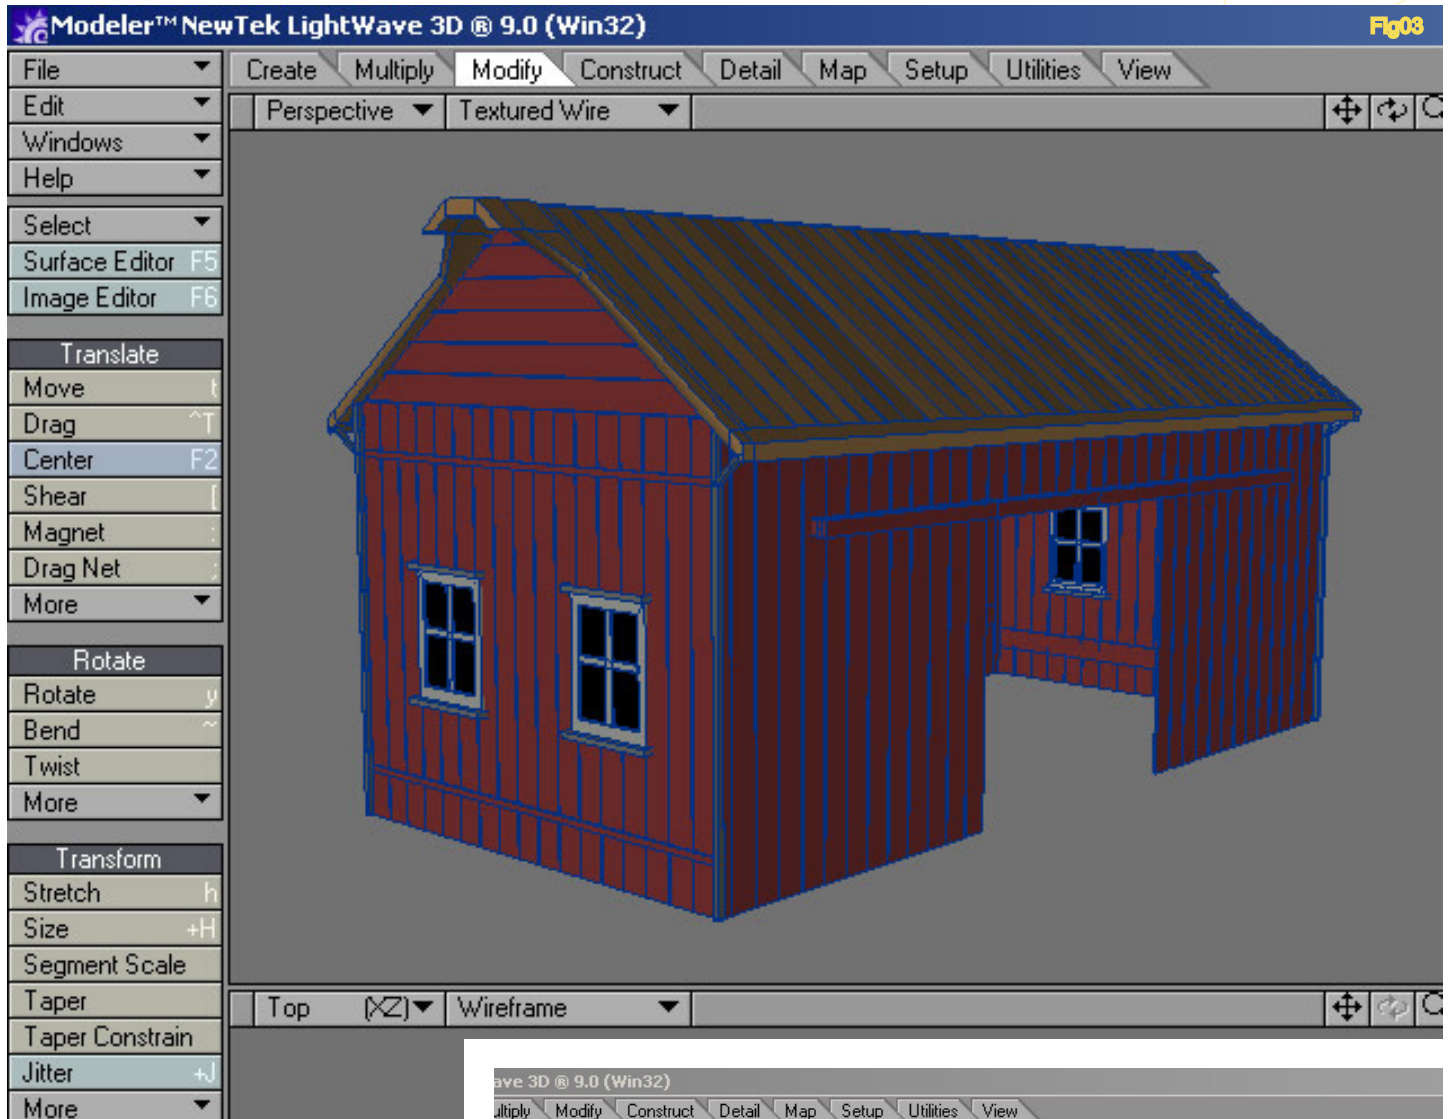 Modeler™ NewTek LightWave 3D ® 9.0 (Win32)
Fig03
File
Create Multiply Modify Construct Detail Map Setup Utilities View
Edit
Perspective Textured Wire
Windows
Help
Select
Surface Editor F5
Image Editor F6
Translate
Move t
Drag ^T
Center F2
Shear [
Magnet :
Drag Net ;
More
Rotate
Rotate y
Bend ~
Twist
More
Transform
Stretch h
Size +H
Segment Scale
Taper
Top (XZ) Wireframe
Taper Constrain
Jitter +J
More
ave 3D ® 9.0 (Win32)
ultiply Modify Construct Detail Map Setup Utilities View